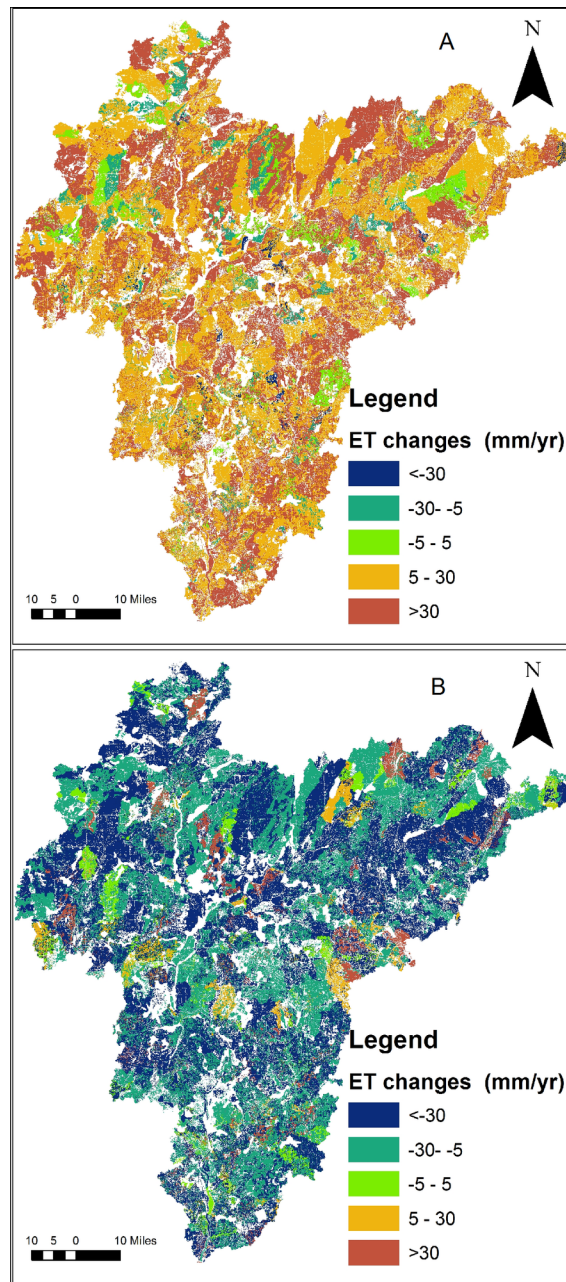 A
N
Legend
ET changes (mm/yr)
<-30
-30- -5
-5 - 5
5 - 30
>30
10 5 0 10 Miles
B
N
Legend
ET changes (mm/yr)
<-30
-30- -5
-5 - 5
5 - 30
>30
10 5 0 10 Miles